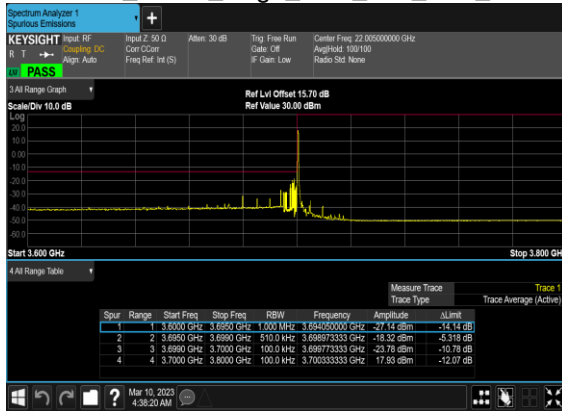 Spectrum Analyzer 1
Spurious Emissions
KEYSIGHT Input: RF Input Z: 50 Ω Atten: 30 dB Trig: Free Run Center Freq: 22.005000000 GHz
R T Coupling: DC Corr CCorr Gate: Off Avg|Hold: 100/100
Align: Auto Freq Ref: Int (S) IF Gain: Low Radio Std: None
PASS
3 All Range Graph
Ref Lvl Offset 15.70 dB
Scale/Div 10.0 dB Ref Value 30.00 dBm
Log
20.0
10.0
0.00
-10.0
-20.0
-30.0
-40.0
-50.0
-60.0
Start 3.600 GHz Stop 3.800 GH
4 All Range Table
Measure Trace Trace 1
Trace Type Trace Average (Active)
Spur Range Start Freq Stop Freq RBW Frequency Amplitude ΔLimit
1 1 3.6000 GHz 3.6950 GHz 1.000 MHz 3.694050000 GHz -27.14 dBm -14.14 dB
2 2 3.6950 GHz 3.6990 GHz 510.0 kHz 3.698973333 GHz -18.32 dBm -5.318 dB
3 3 3.6990 GHz 3.7000 GHz 100.0 kHz 3.699773333 GHz -23.78 dBm -10.78 dB
4 4 3.7000 GHz 3.8000 GHz 100.0 kHz 3.700333333 GHz 17.93 dBm -12.07 dB
? Mar 10, 2023
4:38:20 AM